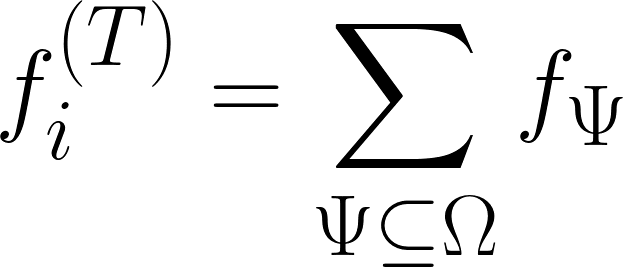 f_i^{(T)} = \sum_{\Psi \subseteq \Omega} f_\Psi